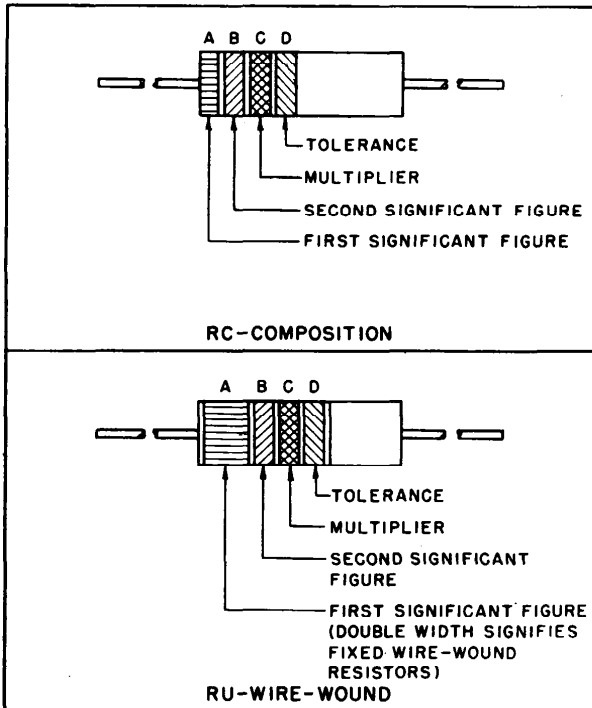 A B C D
TOLERANCE
MULTIPLIER
SECOND SIGNIFICANT FIGURE
FIRST SIGNIFICANT FIGURE
RC-COMPOSITION
A B C D
TOLERANCE
MULTIPLIER
SECOND SIGNIFICANT
FIGURE
FIRST SIGNIFICANT FIGURE
(DOUBLE WIDTH SIGNIFIES
FIXED WIRE-WOUND
RESISTORS)
RU-WIRE-WOUND